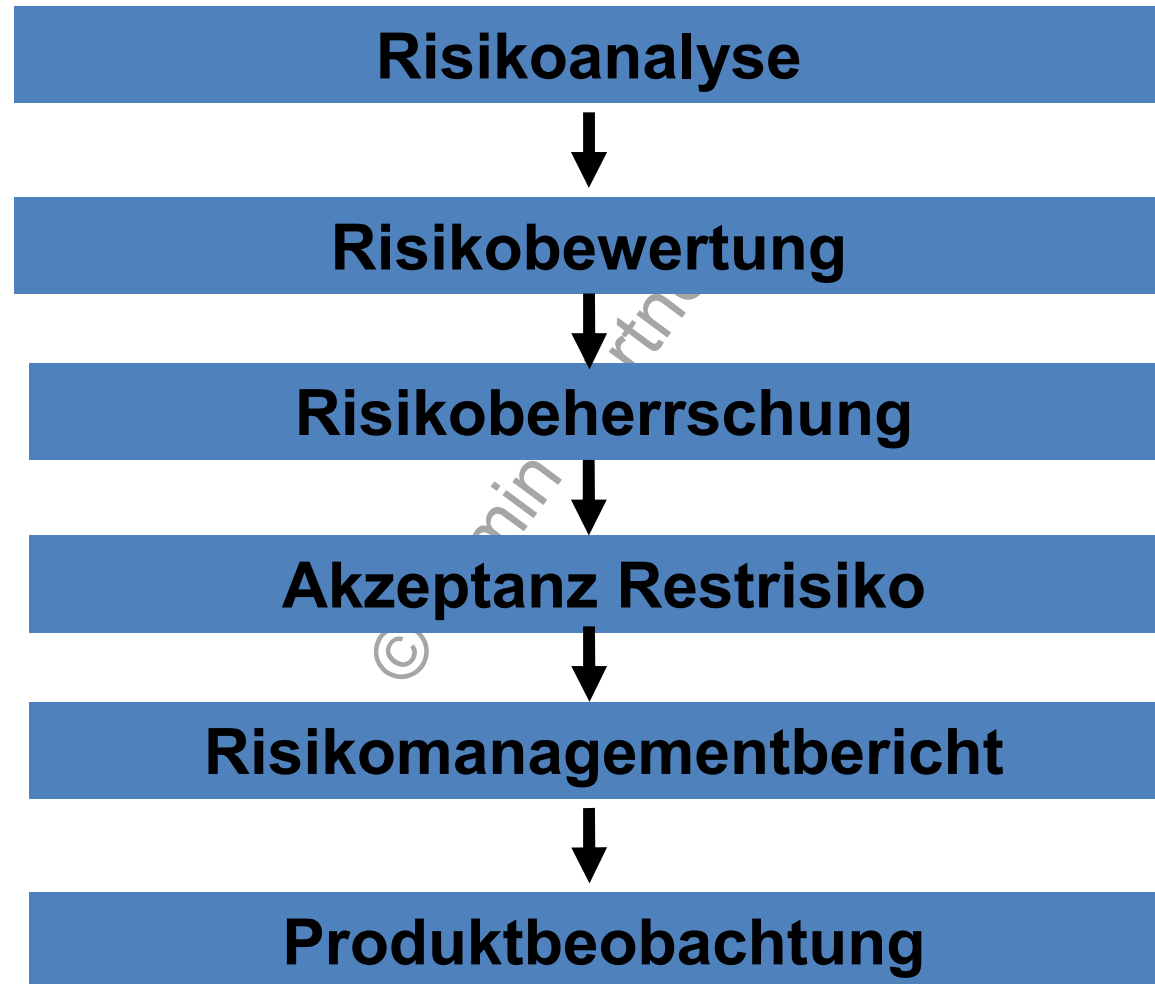 Risikoanalyse
Risikobewertung
Risikobeherrschung
Akzeptanz Restrisiko
Risikomanagementbericht
Produktbeobachtung
©